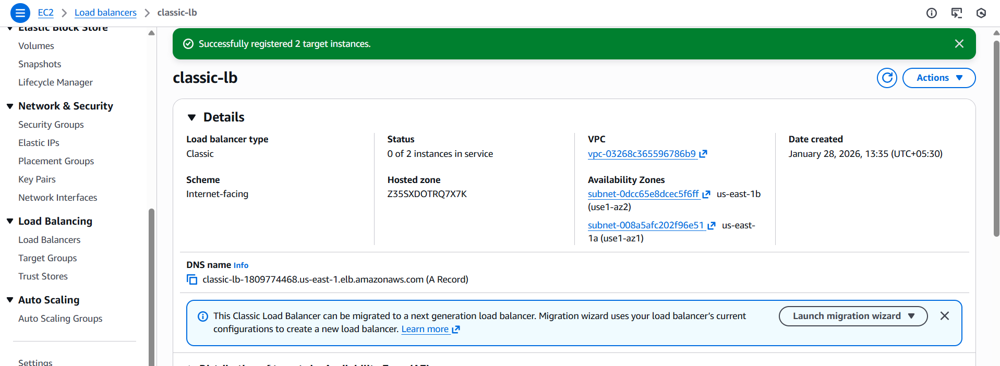 EC2 > Load balancers > classic-lb
Elastic Block Store
Volumes
Snapshots
Lifecycle Manager
Network & Security
Security Groups
Elastic IPs
Placement Groups
Key Pairs
Network Interfaces
Load Balancing
Load Balancers
Target Groups
Trust Stores
Auto Scaling
Auto Scaling Groups
Settings
Successfully registered 2 target instances.
classic-lb
Actions
Details
Load balancer type
Classic
Scheme
Internet-facing
Status
0 of 2 instances in service
Hosted zone
Z35SXDOTRQ7X7K
VPC
vpc-03268c365596786b9
Availability Zones
subnet-0dcc65e8dcec5f6ff us-east-1b
(use1-az2)
subnet-008a5afc202f96e51 us-east-
1a (use1-az1)
Date created
January 28, 2026, 13:35 (UTC+05:30)
DNS name Info
classic-lb-1809774468.us-east-1.elb.amazonaws.com (A Record)
This Classic Load Balancer can be migrated to a next generation load balancer. Migration wizard uses your load balancer's current
configurations to create a new load balancer. Learn more
Launch migration wizard
Distribution of targets by Availability Zone (AZ)